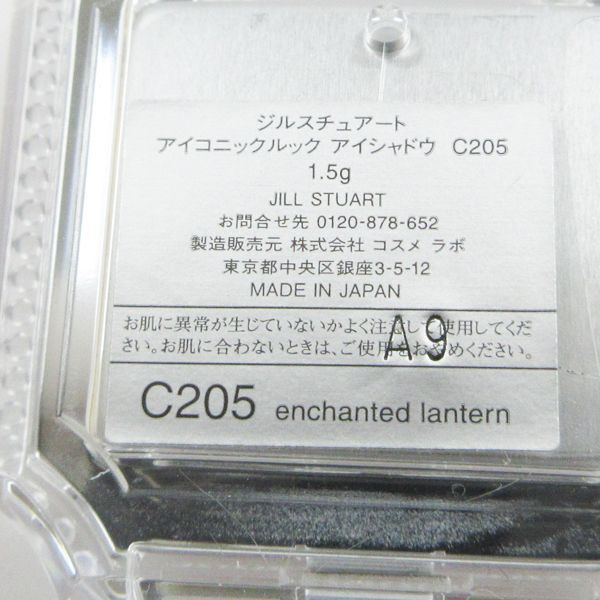 ジルスチュアート
アイコニックルック アイシャドウ C205
1.5g
JILL STUART
お問合せ先 0120-878-652
製造販売元 株式会社 コスメ ラボ
東京都中央区銀座3-5-12
MADE IN JAPAN
お肌に異常が生じていないかよく注意して使用してくだ
さい。お肌に合わないときは、ご使用をおやめください。
A9
C205 enchanted lantern